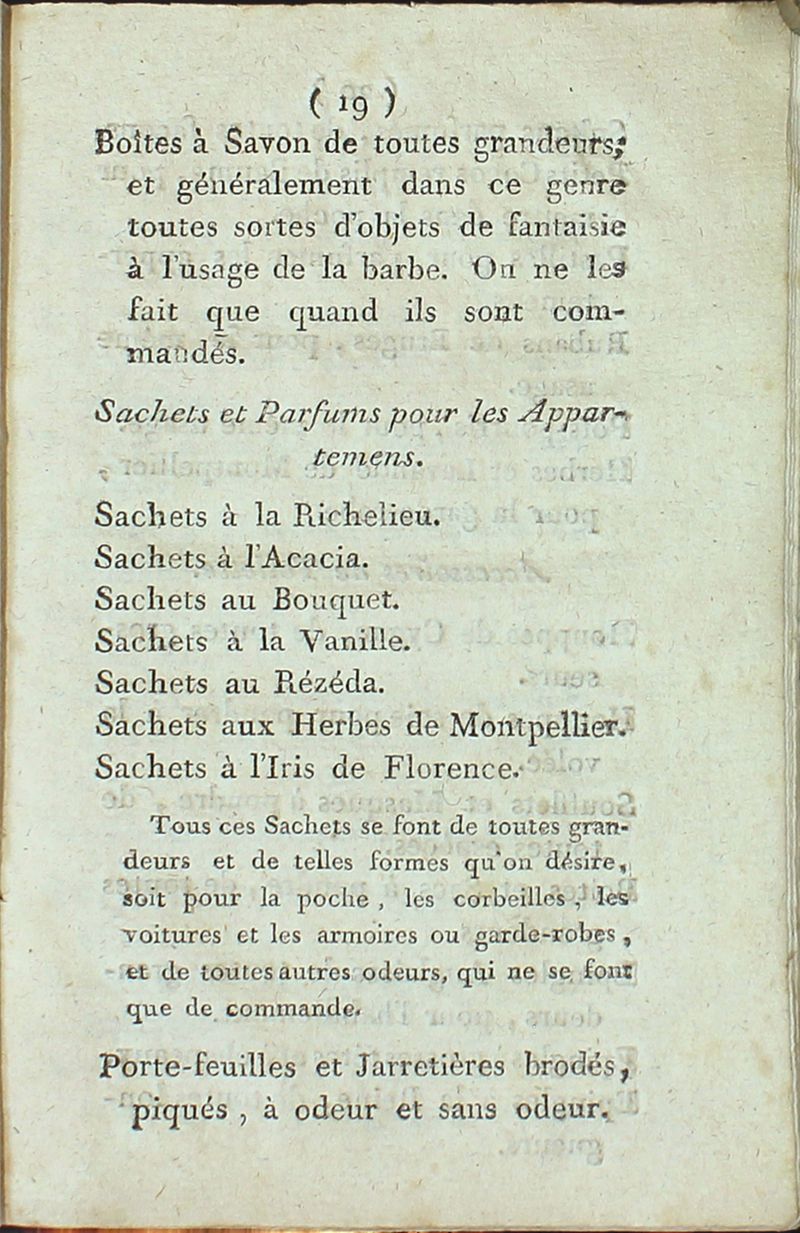 ( 19 )
Boîtes à Savon de toutes grandeurs;
et généralement dans ce genre
toutes sortes d'objets de fantaisie
à l'usage de la barbe. On ne les
fait que quand ils sont com-
mandés.
Sachets et Parfums pour les Appar-
temens.
Sachets à la Richelieu.
Sachets à l'Acacia.
Sachets au Bouquet.
Sachets à la Vanille.
Sachets au Rézéda.
Sachets aux Herbes de Montpellier.
Sachets à l'Iris de Florence.
Tous ces Sachets se font de toutes gran-
deurs et de telles formes qu'on désire,
soit pour la poche , les corbeilles , les
voitures et les armoires ou garde-robes ,
et de toutes autres odeurs, qui ne se font
que de commande.
Porte-feuilles et Jarretières brodés,
piqués , à odeur et sans odeur.